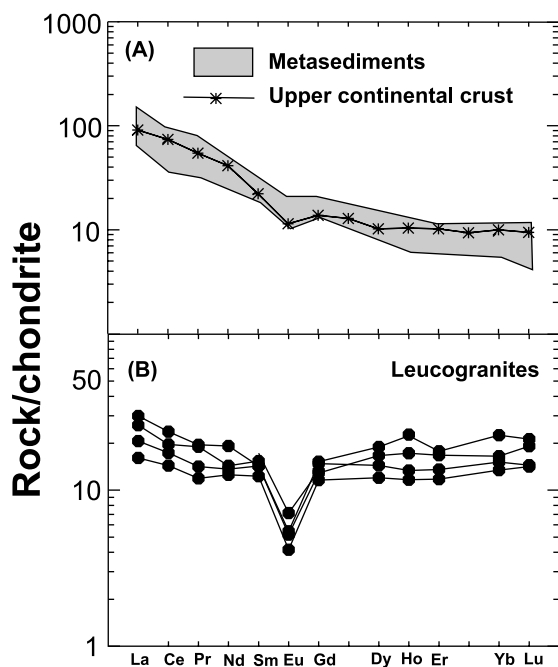 Rock/chondrite
1000
(A)
Metasediments
Upper continental crust
100
10
(B)
Leucogranites
50
10
1
La Ce Pr Nd Sm Eu Gd Dy Ho Er Yb Lu